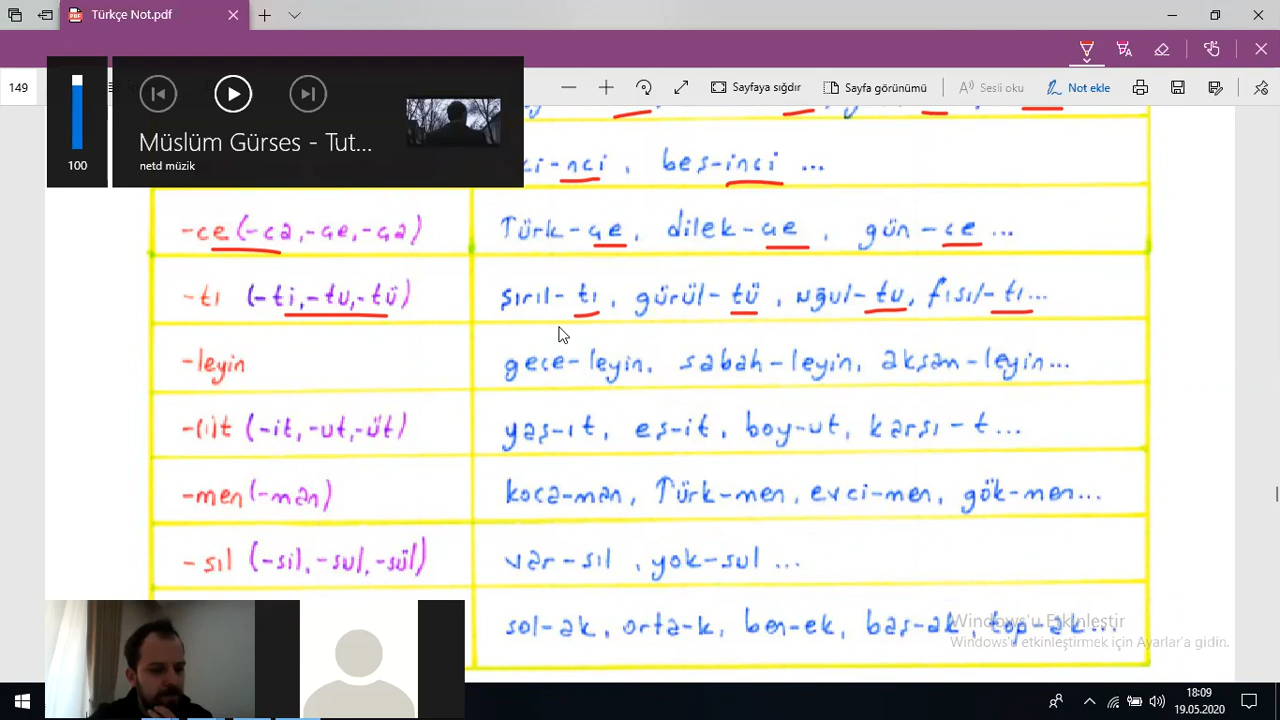 Türkçe Not.pdf
149
Sayfaya sığdır
Sayfa görünümü
Sesli oku
Not ekle
100
Müslüm Gürses - Tut...
netd müzik
-nci, beş-inci ...
-ce (-ca, -çe, -ça)
Türk-çe, dilek-çe, gün-ce ...
-tı (-ti, -tu, -tü)
şırıl-tı, gürül-tü, uğul-tu, fısıl-tı...
-leyin
gece-leyin, sabah-leyin, akşam-leyin...
-(ı)t (-it, -ut, -üt)
yaş-ıt, eş-it, boy-ut, karşı-t...
-men (-man)
koca-man, Türk-men, evci-men, gök-men...
-sıl (-sil, -sul, -sül)
var-sıl, yok-sul ...
sol-ak, orta-k, ben-ek, baş-ak, top-ak...
Windows'u Etkinleştir
Windows'u etkinleştirmek için Ayarlar'a gidin.
18:09
19.05.2020